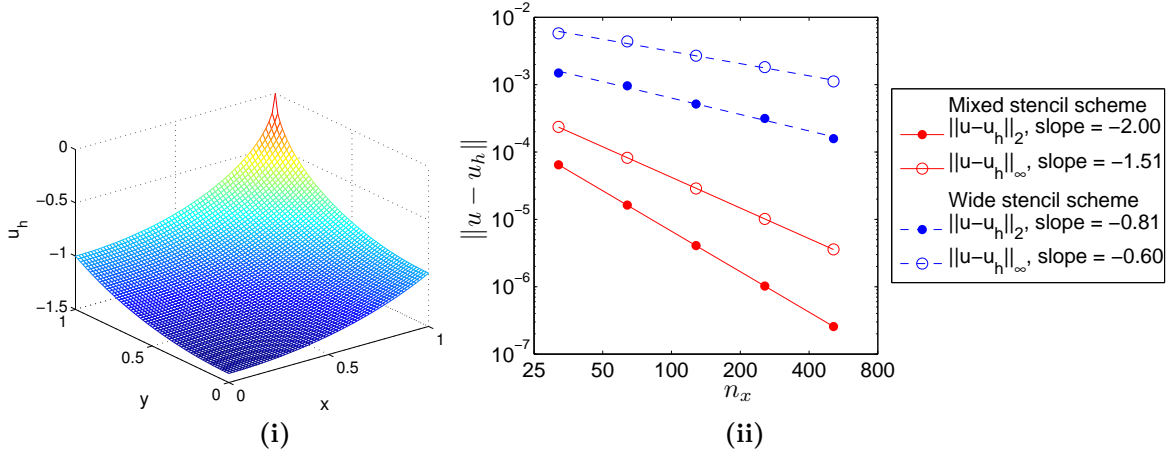 0
−0.5
−1
−1.5
u_h
1
0.5
0
y
0
0.5
1
x
(i)
10^−2
10^−3
10^−4
10^−5
10^−6
10^−7
||u − u_h||
25
50
100
200
400
800
n_x
(ii)
Mixed stencil scheme
||u−u_h||_2, slope = −2.00
||u−u_h||_∞, slope = −1.51
Wide stencil scheme
||u−u_h||_2, slope = −0.81
||u−u_h||_∞, slope = −0.60